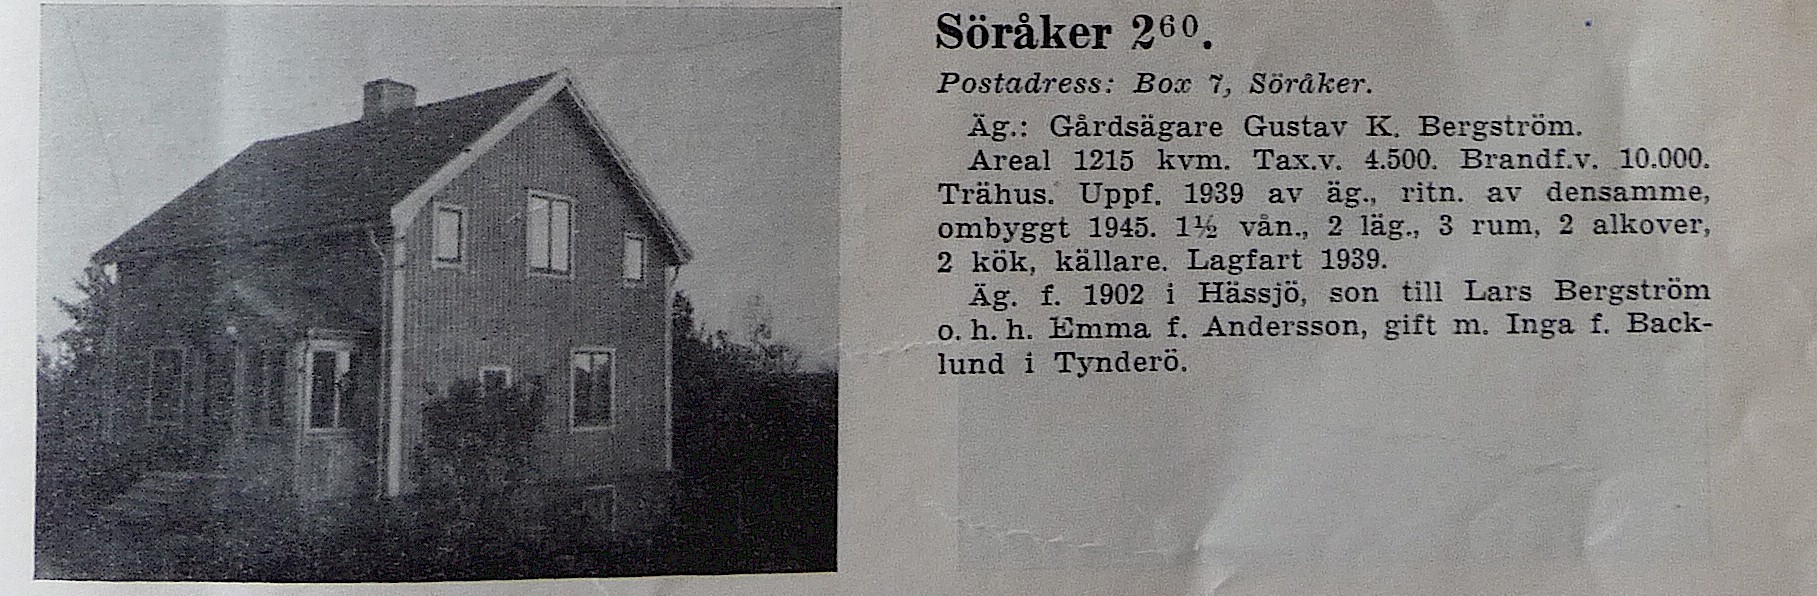 Söråker 2⁶⁰.
Postadress: Box 7, Söråker.
Äg.: Gårdsägare Gustav K. Bergström.
Areal 1215 kvm. Tax.v. 4.500. Brandf.v. 10.000.
Trähus. Uppf. 1939 av äg., ritn. av densamme,
ombyggt 1945. 1½ vån., 2 läg., 3 rum, 2 alkover,
2 kök, källare. Lagfart 1939.
Äg. f. 1902 i Hässjö, son till Lars Bergström
o. h. h. Emma f. Andersson, gift m. Inga f. Back-
lund i Tynderö.